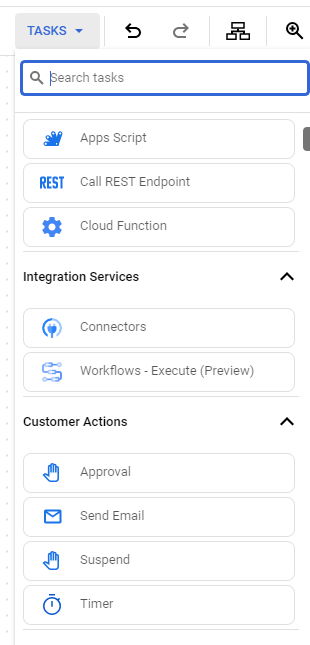 TASKS
Search tasks
Apps Script
REST Call REST Endpoint
Cloud Function
Integration Services
Connectors
Workflows - Execute (Preview)
Customer Actions
Approval
Send Email
Suspend
Timer